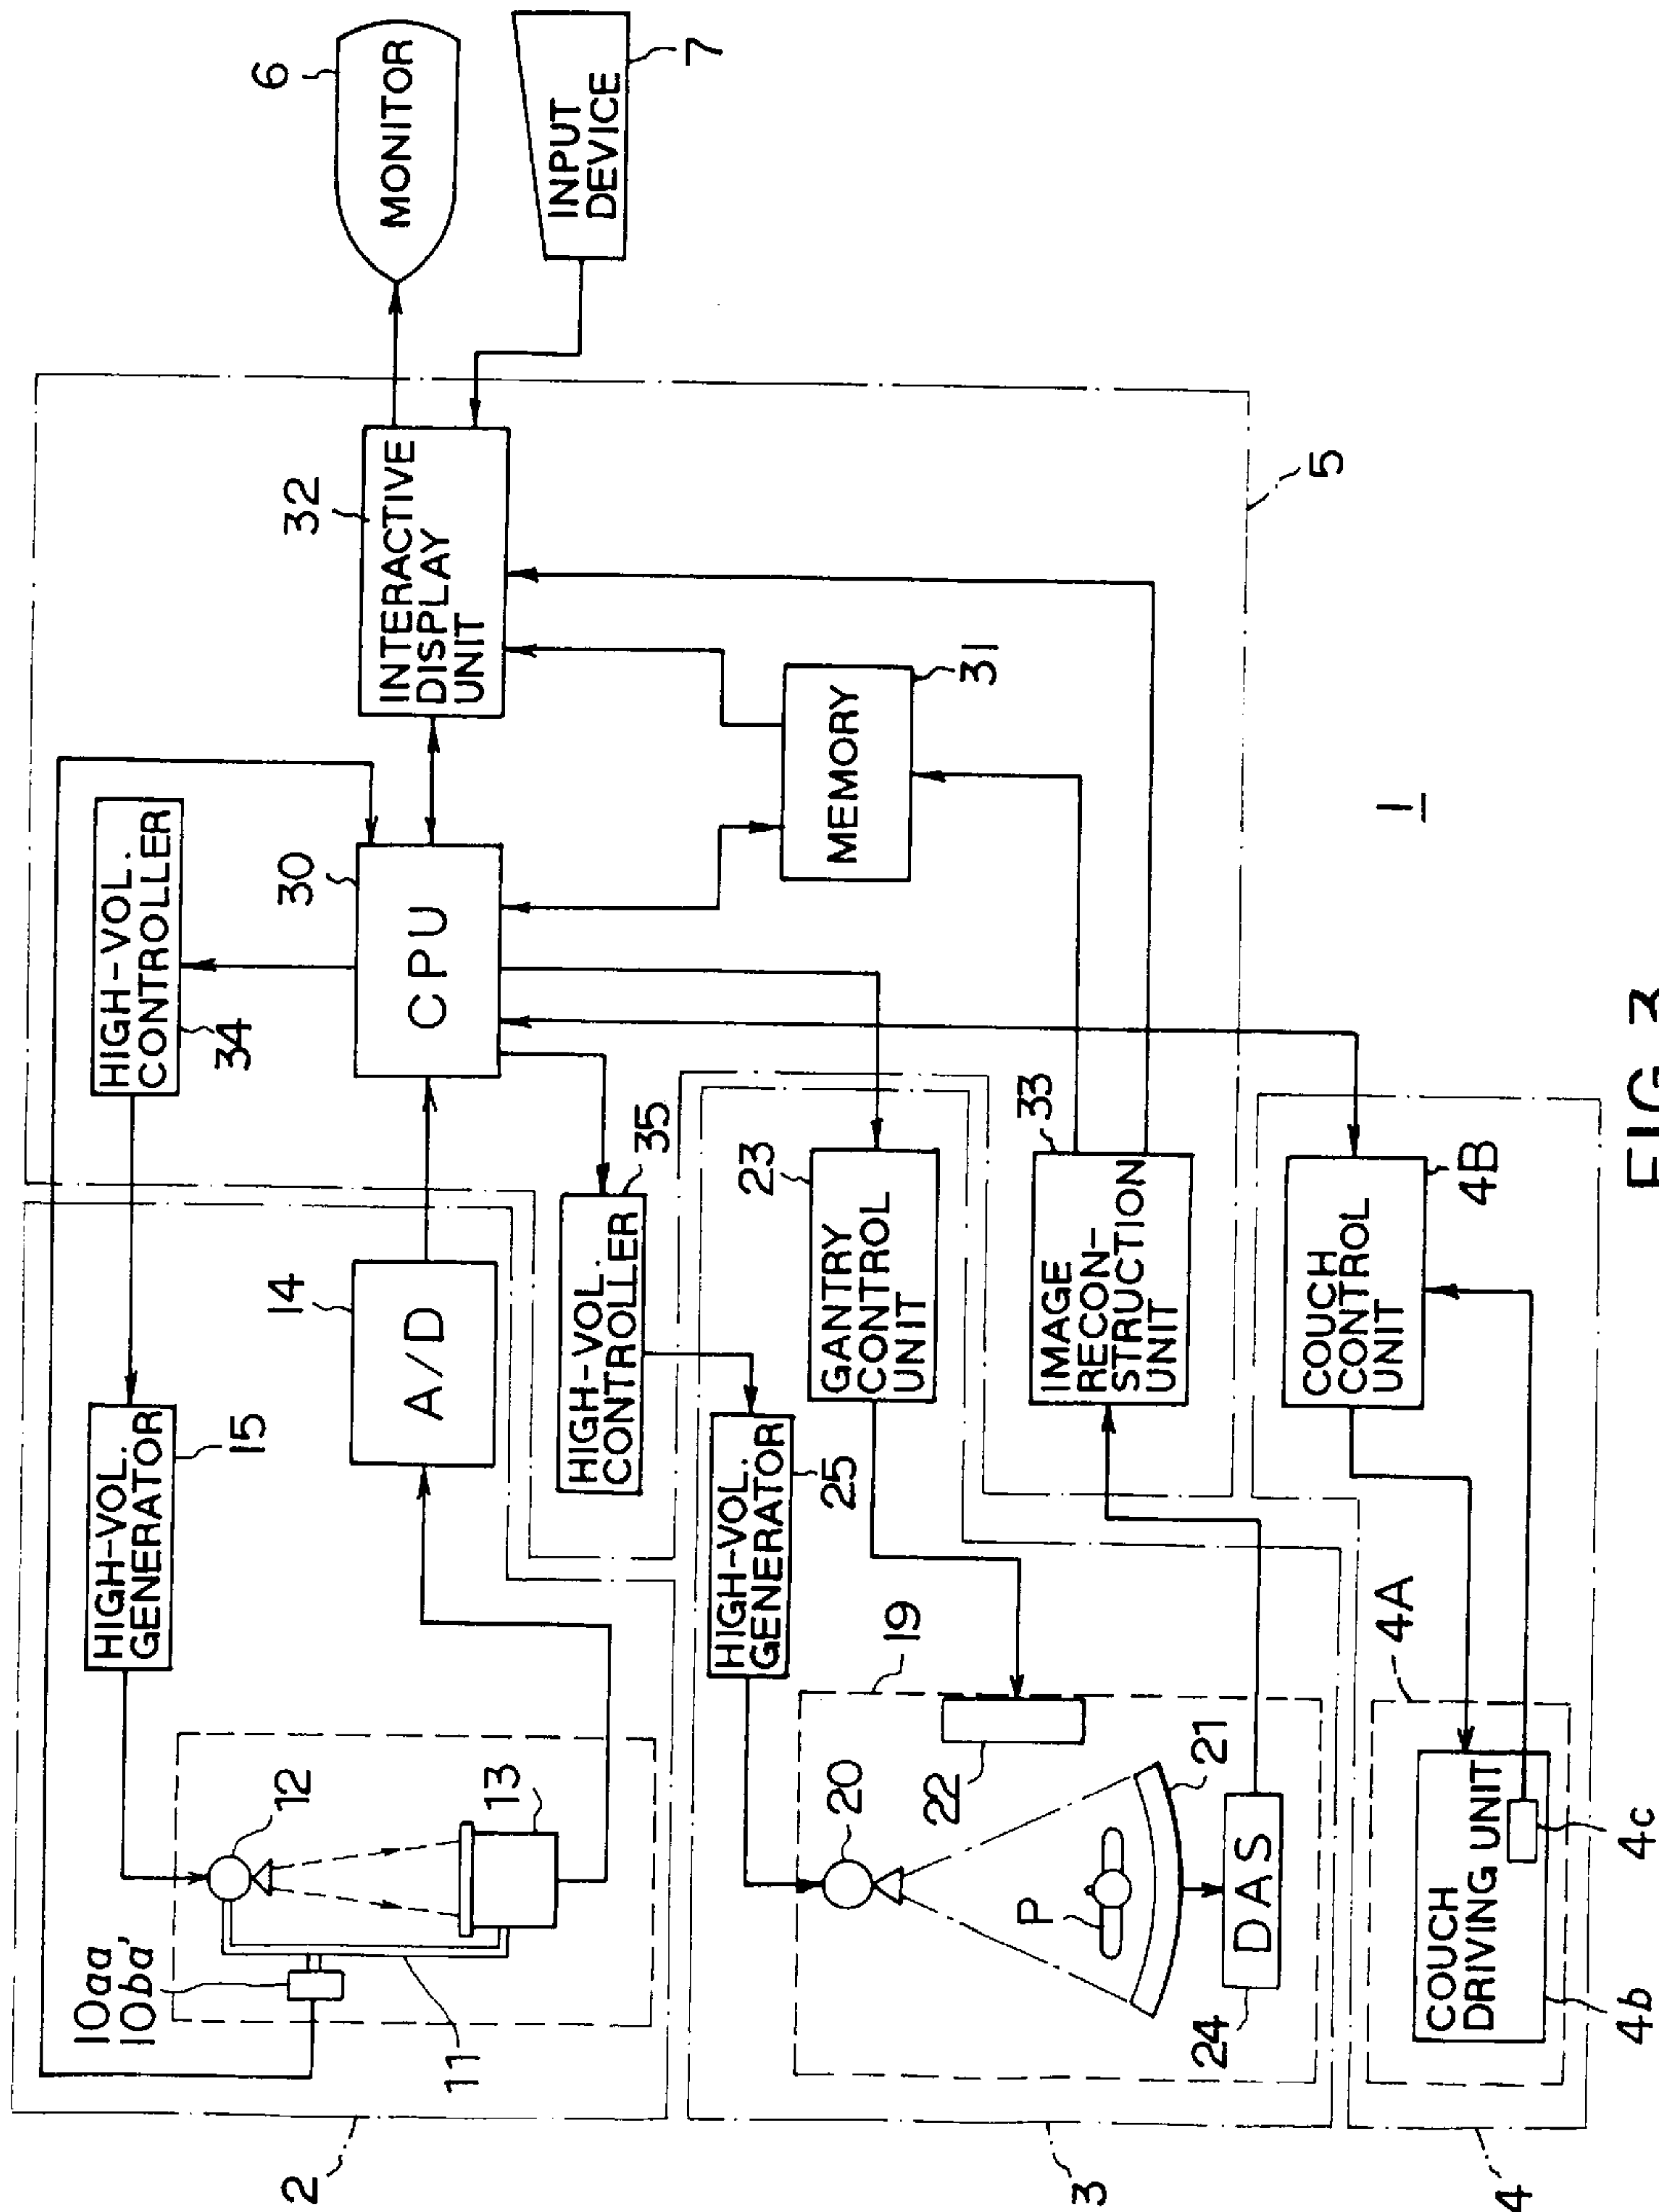 10aa
10ba'
12
13
11
2
HIGH-VOL.
GENERATOR
15
A/D
14
HIGH-VOL.
CONTROLLER
34
CPU
30
INTERACTIVE
DISPLAY
UNIT
32
MONITOR
6
INPUT
DEVICE
7
HIGH-VOL.
CONTROLLER
35
MEMORY
31
5
HIGH-VOL.
GENERATOR
25
19
20
22
21
P
DAS
24
3
GANTRY
CONTROL
UNIT
23
IMAGE
RECON-
STRUCTION
UNIT
33
COUCH
CONTROL
UNIT
4B
4A
COUCH
DRIVING UNIT
4b
4c
4
1
FIG. 3